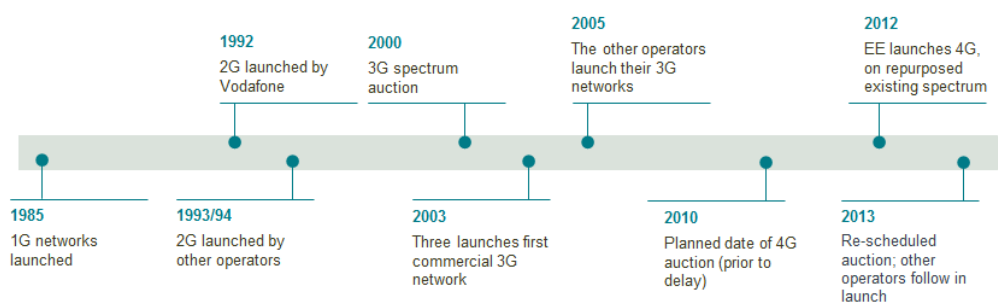 1985
1G networks
launched
1992
2G launched by
Vodafone
1993/94
2G launched by
other operators
2000
3G spectrum
auction
2003
Three launches first
commercial 3G
network
2005
The other operators
launch their 3G
networks
2010
Planned date of 4G
auction (prior to
delay)
2012
EE launches 4G,
on repurposed
existing spectrum
2013
Re-scheduled
auction; other
operators follow in
launch